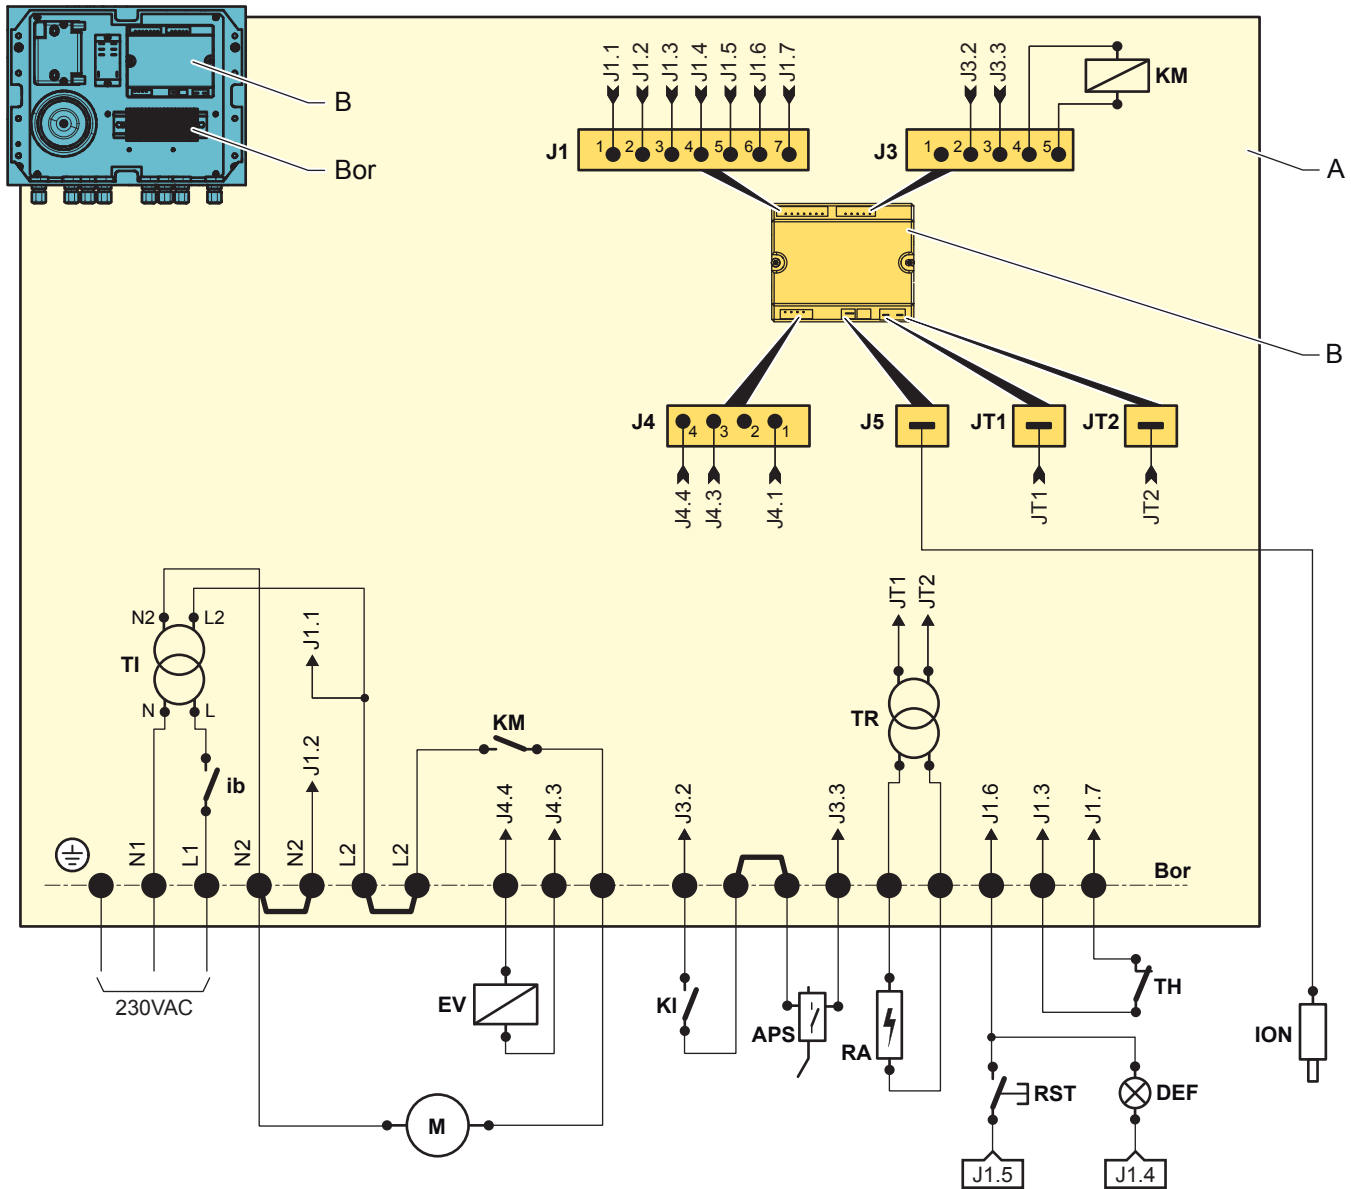 B
Bor
A
J1.1
J1.2
J1.3
J1.4
J1.5
J1.6
J1.7
J3.2
J3.3
KM
J1
1 2 3 4 5 6 7
J3
1 2 3 4 5
B
J4
4 3 2 1
J5
JT1
JT2
J4.4
J4.3
J4.1
JT1
JT2
N2
L2
TI
N
L
ib
J1.1
J1.2
KM
J4.4
J4.3
J3.2
J3.3
JT1
JT2
TR
J1.6
J1.3
J1.7
N1
L1
N2
N2
L2
L2
Bor
230VAC
EV
KI
APS
RA
TH
ION
M
RST
DEF
J1.5
J1.4